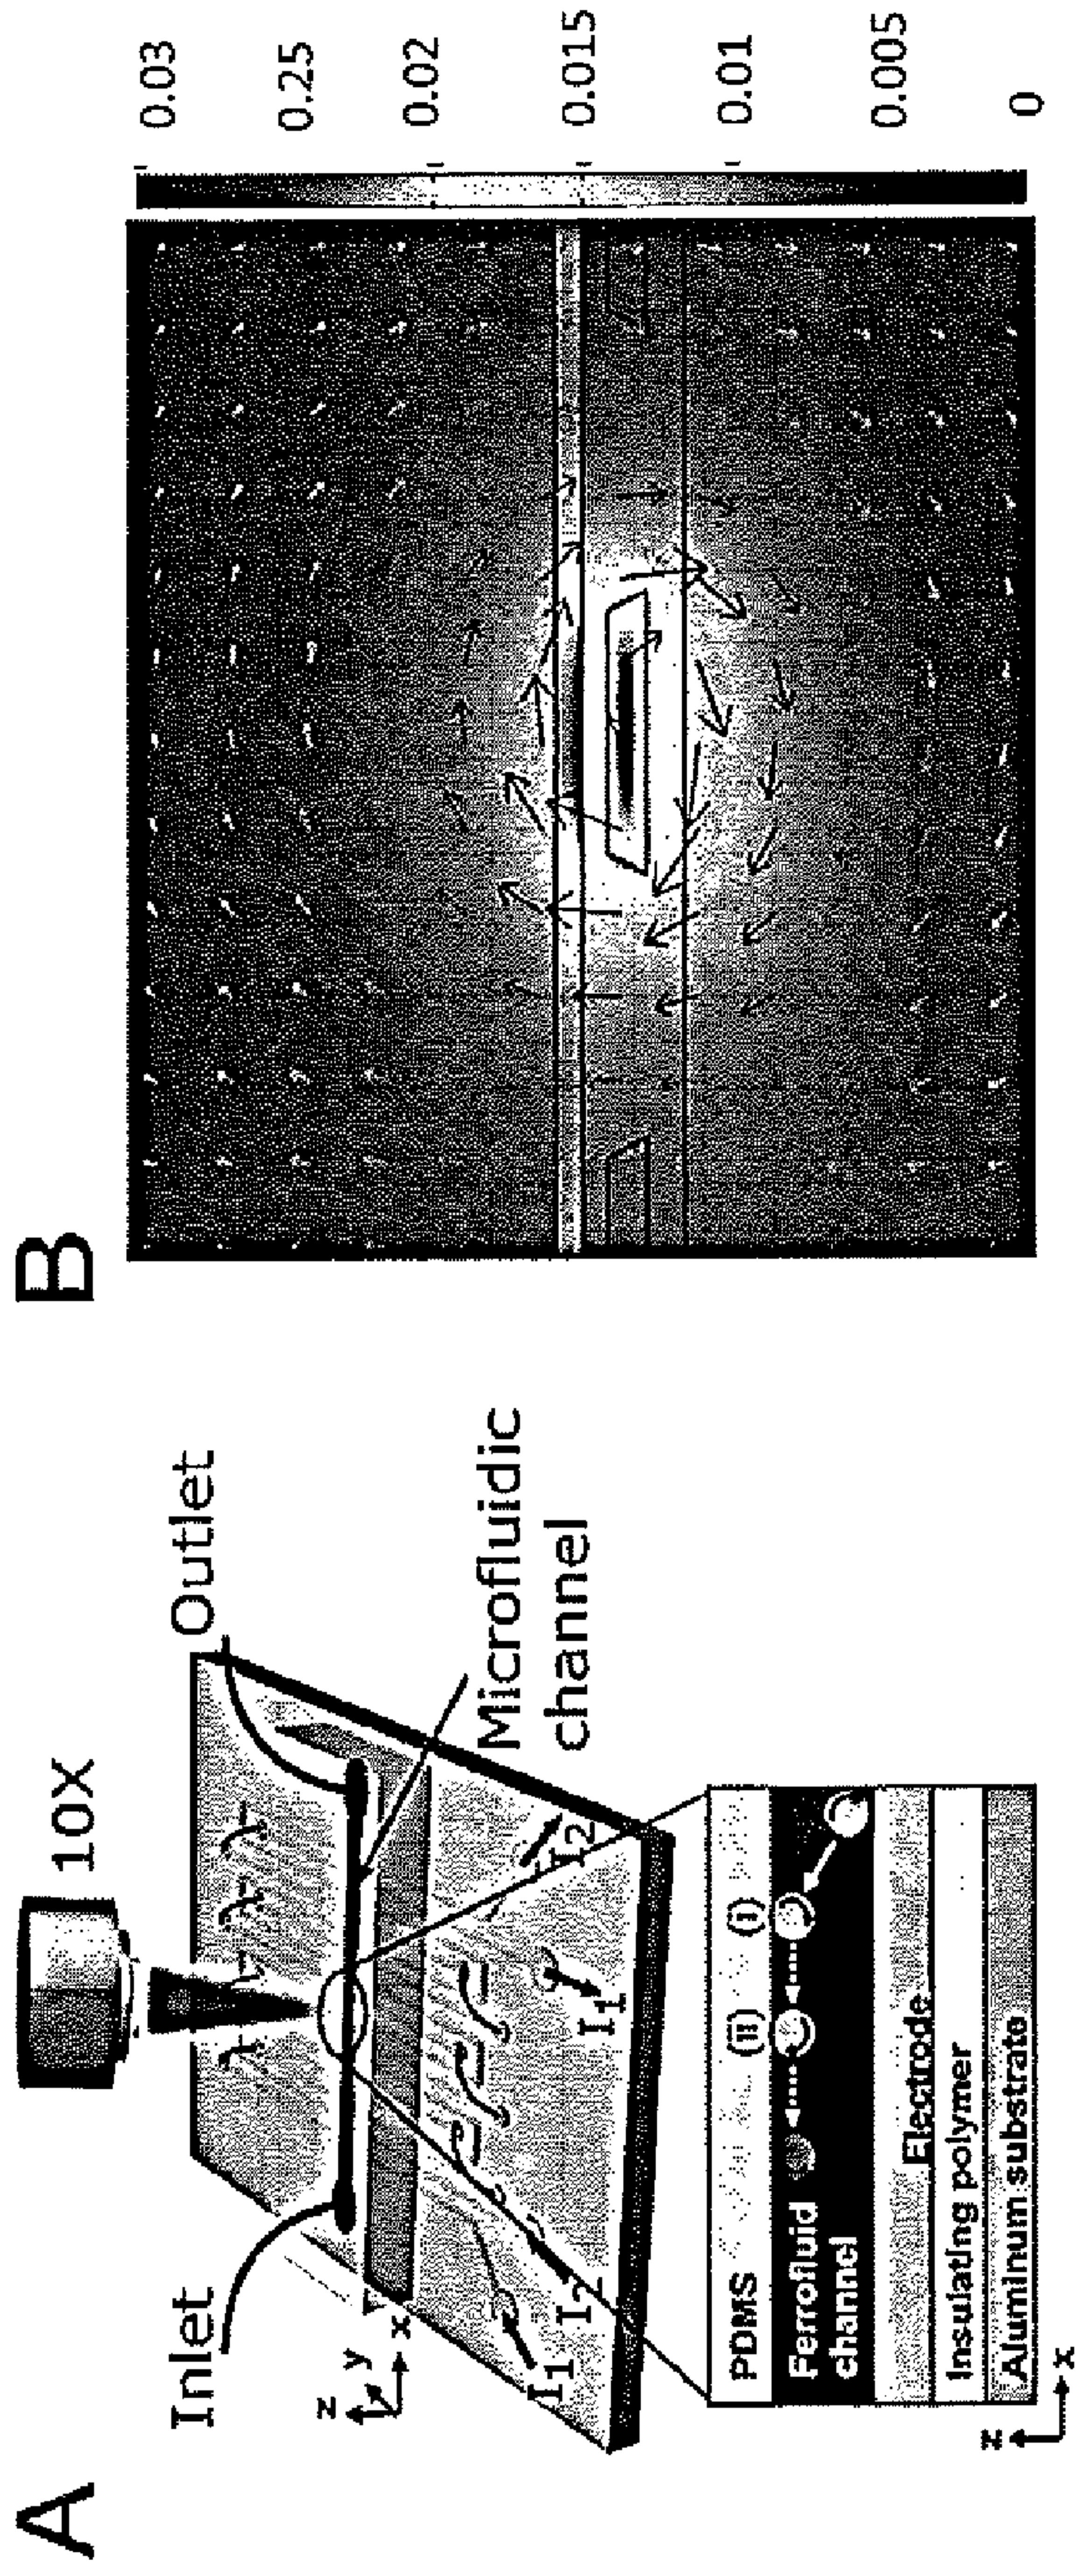 A
10X
Inlet
Outlet
z
y
x
Microfluidic
channel
I1
I2
I1
I2
PDMS
(ii)
(i)
Ferrofluid
channel
Electrode
Insulating polymer
Aluminum substrate
z
x
B
0.03
0.25
0.02
0.015
0.01
0.005
0